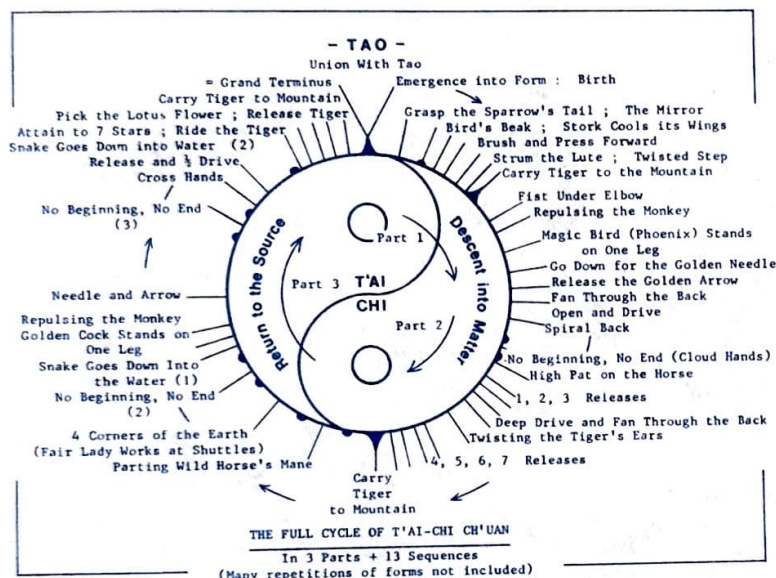 - TAO -
Union With Tao
= Grand Terminus
Emergence into Form : Birth
Carry Tiger to Mountain
Pick the Lotus Flower ; Release Tiger
Attain to 7 Stars ; Ride the Tiger
Snake Goes Down into Water (2)
Release and ½ Drive
Cross Hands
No Beginning, No End
(3)
Needle and Arrow
Repulsing the Monkey
Golden Cock Stands on
One Leg
Snake Goes Down Into
the Water (1)
No Beginning, No End
(2)
4 Corners of the Earth
(Fair Lady Works at Shuttles)
Parting Wild Horse's Mane
Grasp the Sparrow's Tail ; The Mirror
Bird's Beak ; Stork Cools its Wings
Brush and Press Forward
Strum the Lute ; Twisted Step
Carry Tiger to the Mountain
Fist Under Elbow
Repulsing the Monkey
Magic Bird (Phoenix) Stands
on One Leg
Go Down for the Golden Needle
Release the Golden Arrow
Fan Through the Back
Open and Drive
Spiral Back
No Beginning, No End (Cloud Hands)
High Pat on the Horse
1, 2, 3 Releases
Deep Drive and Fan Through the Back
Twisting the Tiger's Ears
4, 5, 6, 7 Releases
Carry
Tiger
to Mountain
Return to the Source
Descent into Matter
Part 1
Part 3
T'AI
CHI
Part 2
THE FULL CYCLE OF T'AI-CHI CH'UAN
In 3 Parts + 13 Sequences
(Many repetitions of forms not included)